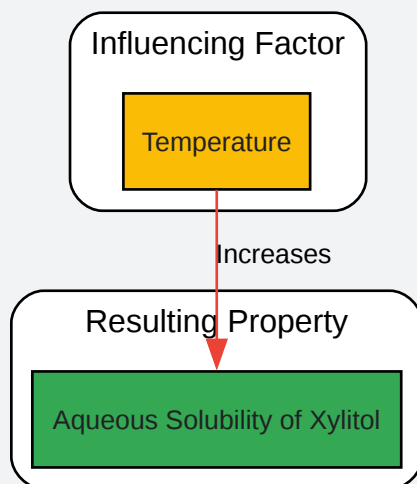 Influencing Factor
Temperature
Increases
Resulting Property
Aqueous Solubility of Xylitol